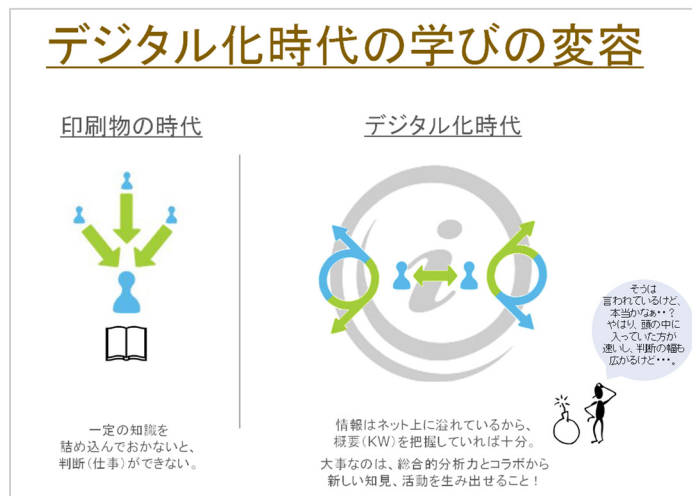 デジタル化時代の学びの変容
印刷物の時代
一定の知識を
詰め込んでおかないと、
判断(仕事)ができない。
デジタル化時代
i
情報はネット上に溢れているから、
概要(KW)を把握していれば十分。
大事なのは、総合的分析力とコラボから
新しい知見、活動を生み出せること!
そうは
言われているけど、
本当かなぁ・・?
やはり、頭の中に
入っていた方が
速いし、判断の幅も
広がるけど・・・。